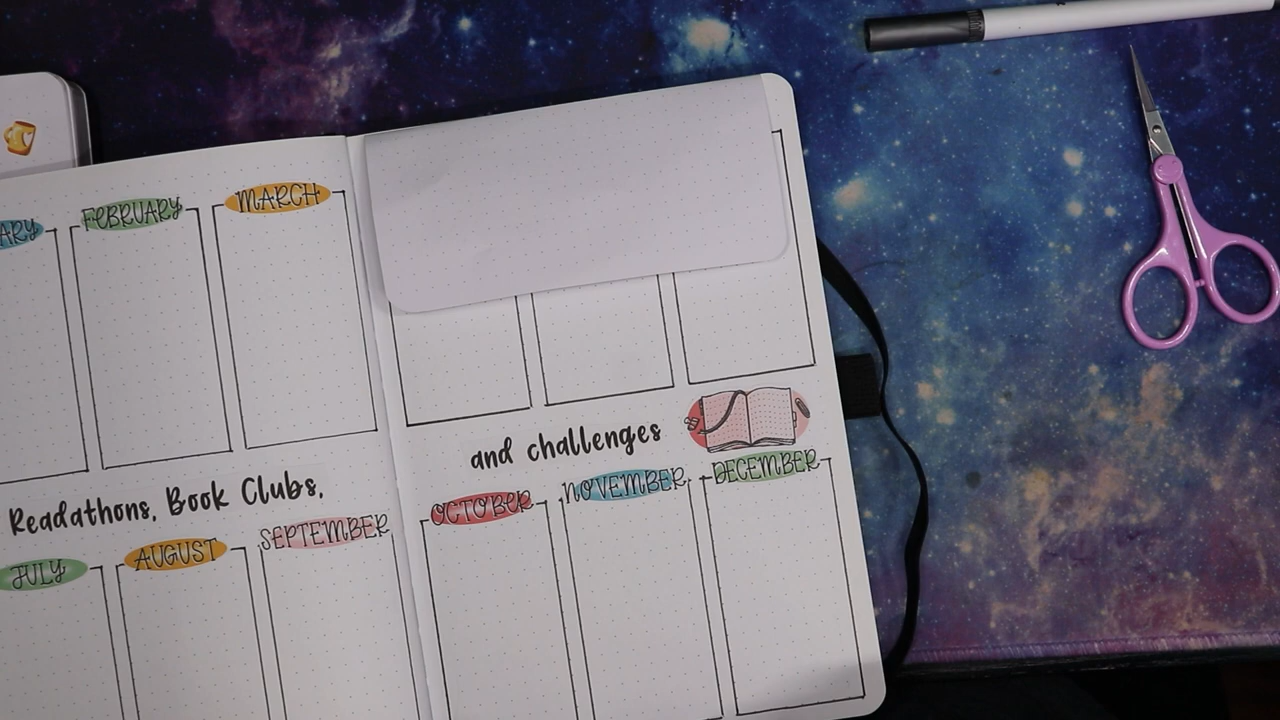 ARY
FEBRUARY
MARCH
Readathons, Book Clubs,
and challenges
JULY
AUGUST
SEPTEMBER
OCTOBER
NOVEMBER
DECEMBER